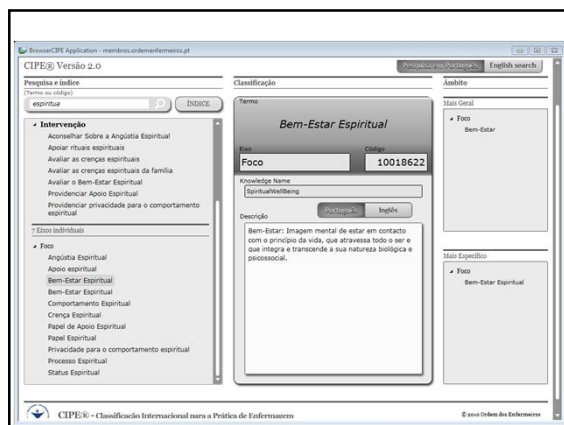 BrowserCIPE Application - membros.ordemenfermeiros.pt
CIPE® Versão 2.0
Pesquisa em Português
English search
Pesquisa e índice
(Termo ou código)
espiritua
ÍNDICE
Intervenção
Aconselhar Sobre a Angústia Espiritual
Apoiar rituais espirituais
Avaliar as crenças espirituais
Avaliar as crenças espirituais da família
Avaliar o Bem-Estar Espiritual
Providenciar Apoio Espiritual
Providenciar privacidade para o comportamento
espiritual
7 Eixos individuais
Foco
Angústia Espiritual
Apoio espiritual
Bem-Estar Espiritual
Bem-Estar Espiritual
Comportamento Espiritual
Crença Espiritual
Papel de Apoio Espiritual
Papel Espiritual
Privacidade para o comportamento espiritual
Processo Espiritual
Status Espiritual
Classificação
Termo
Bem-Estar Espiritual
Eixo
Código
Foco
10018622
Knowledge Name
SpiritualWellBeing
Descrição
Português
Inglês
Bem-Estar: Imagem mental de estar em contacto
com o princípio da vida, que atravessa todo o ser e
que integra e transcende a sua natureza biológica e
psicossocial.
Âmbito
Mais Geral
Foco
Bem-Estar
Mais Específico
Foco
Bem-Estar Espiritual
CIPE® - Classificação Internacional para a Prática de Enfermagem
© 2010 Ordem dos Enfermeiros